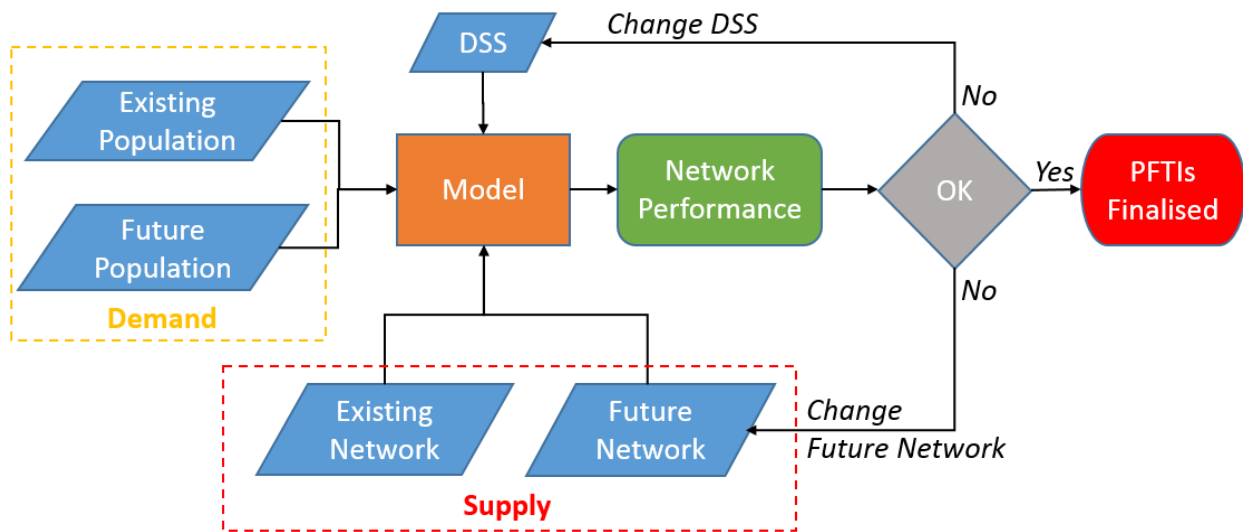 DSS
Change DSS
Existing
Population
Future
Population
Demand
Model
Network
Performance
OK
No
Yes
PFTIs
Finalised
No
Existing
Network
Future
Network
Change
Future Network
Supply